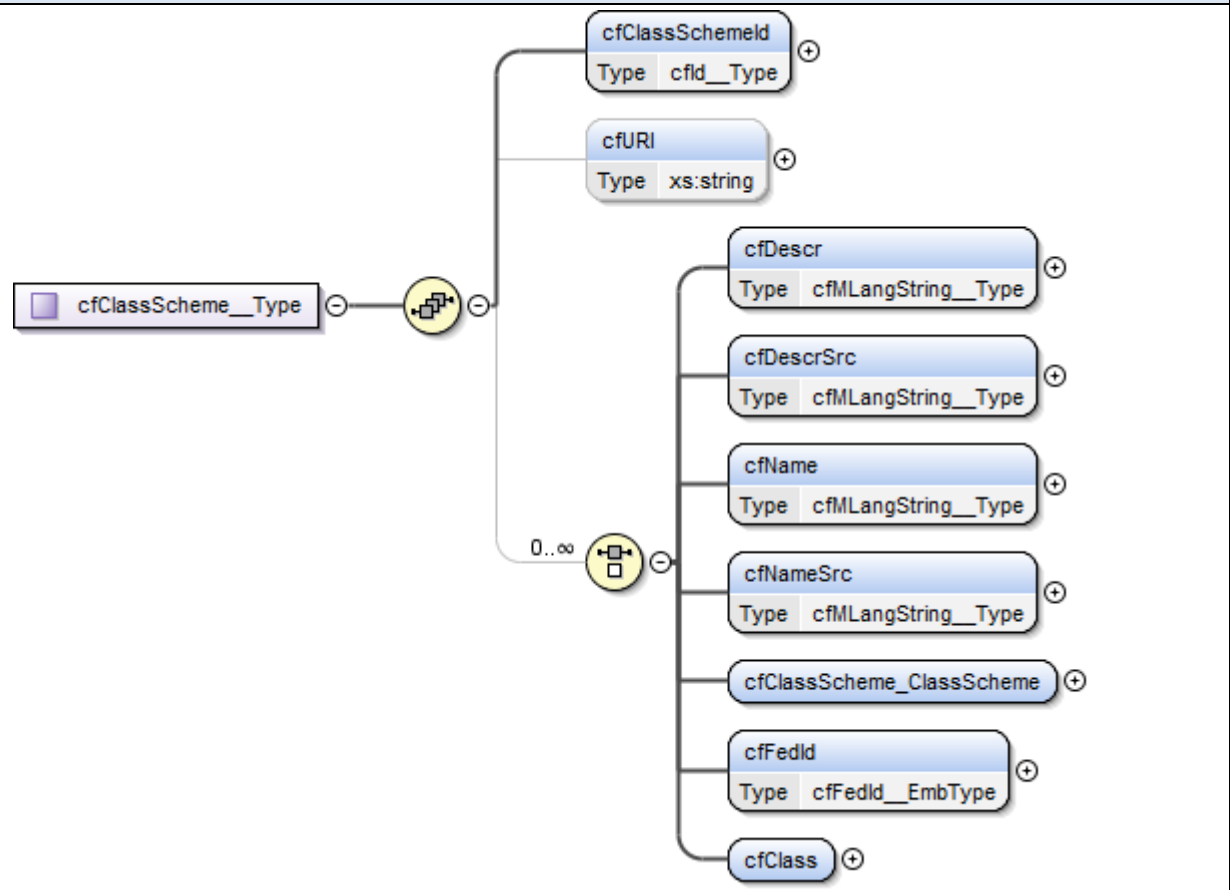 cfClassSchemeId
Type cfId__Type
cfURI
Type xs:string
cfDescr
Type cfMLangString__Type
cfDescrSrc
Type cfMLangString__Type
cfClassScheme__Type
cfName
Type cfMLangString__Type
0..∞
cfNameSrc
Type cfMLangString__Type
cfClassScheme_ClassScheme
cfFedId
Type cfFedId__EmbType
cfClass